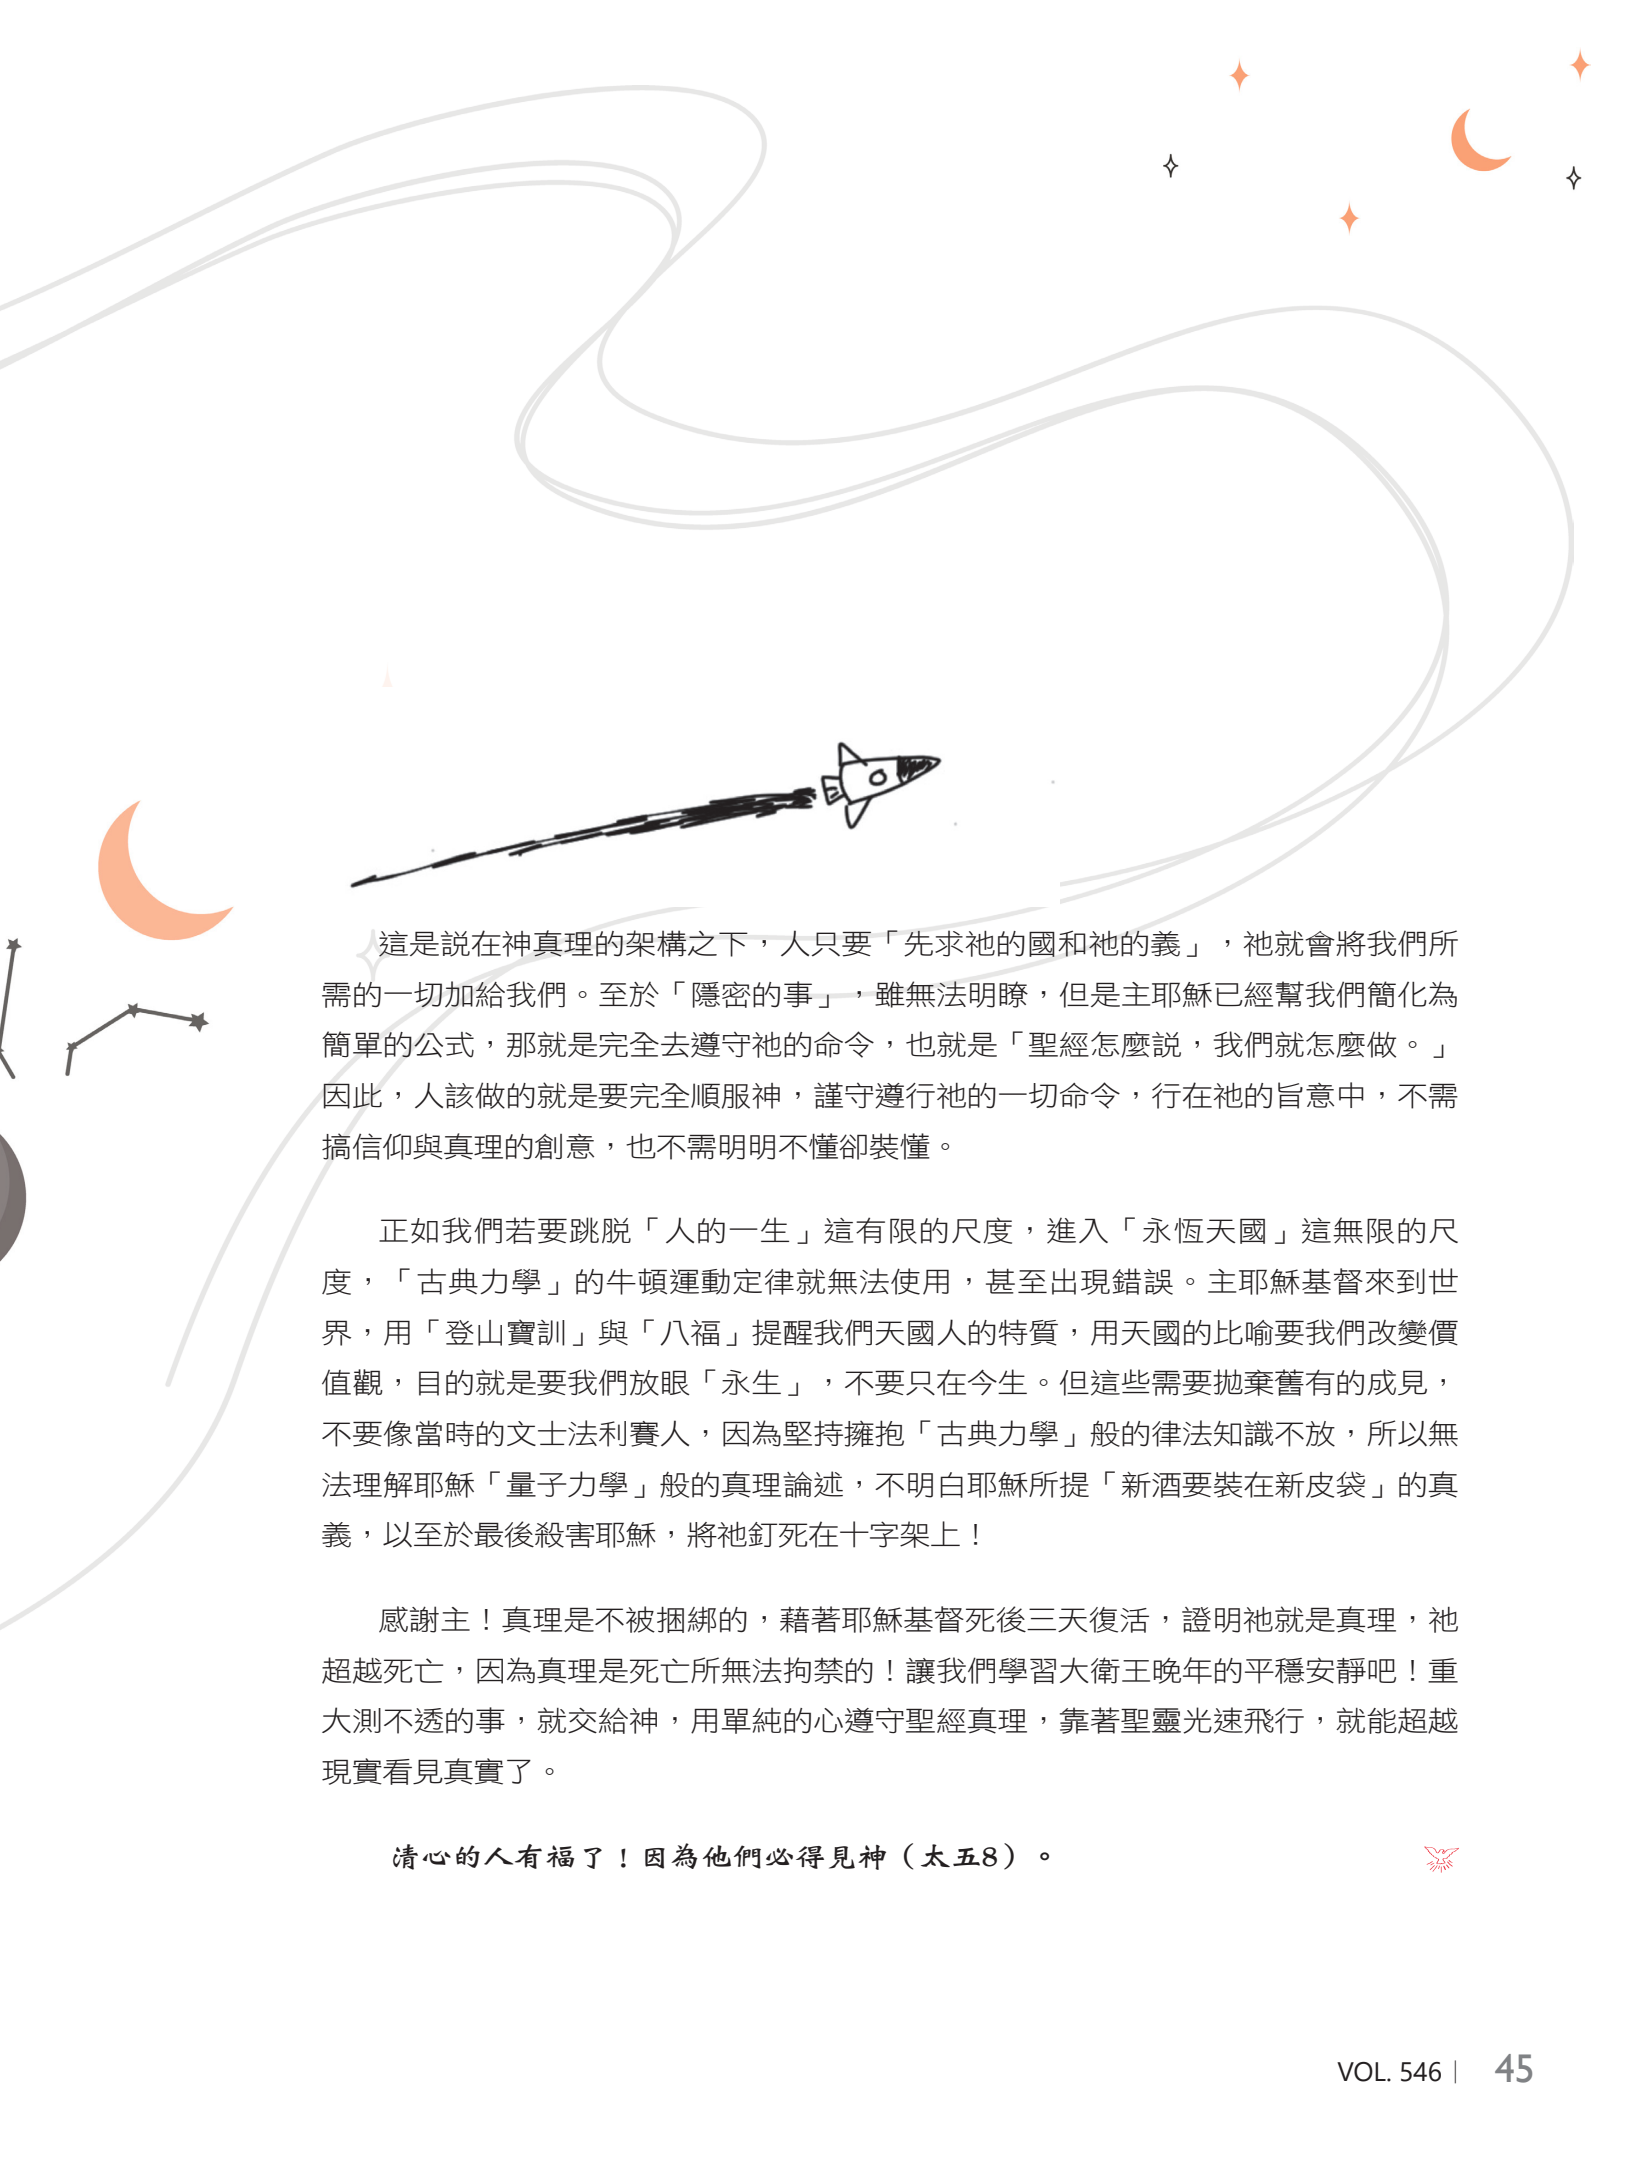 這是説在神真理的架構之下，人只要「先求祂的國和祂的義」，祂就會將我們所
需的一切加給我們。至於「隱密的事」，雖無法明瞭，但是主耶穌已經幫我們簡化為
簡單的公式，那就是完全去遵守祂的命令，也就是「聖經怎麼説，我們就怎麼做。」
因此，人該做的就是要完全順服神，謹守遵行祂的一切命令，行在祂的旨意中，不需
搞信仰與真理的創意，也不需明明不懂卻裝懂。
正如我們若要跳脫「人的一生」這有限的尺度，進入「永恆天國」這無限的尺
度，「古典力學」的牛頓運動定律就無法使用，甚至出現錯誤。主耶穌基督來到世
界，用「登山寶訓」與「八福」提醒我們天國人的特質，用天國的比喻要我們改變價
值觀，目的就是要我們放眼「永生」，不要只在今生。但這些需要拋棄舊有的成見，
不要像當時的文士法利賽人，因為堅持擁抱「古典力學」般的律法知識不放，所以無
法理解耶穌「量子力學」般的真理論述，不明白耶穌所提「新酒要裝在新皮袋」的真
義，以至於最後殺害耶穌，將祂釘死在十字架上！
感謝主！真理是不被捆綁的，藉著耶穌基督死後三天復活，證明祂就是真理，祂
超越死亡，因為真理是死亡所無法拘禁的！讓我們學習大衛王晚年的平穩安靜吧！重
大測不透的事，就交給神，用單純的心遵守聖經真理，靠著聖靈光速飛行，就能超越
現實看見真實了。
清心的人有福了！因為他們必得見神（太五8）。
VOL. 546 | 45